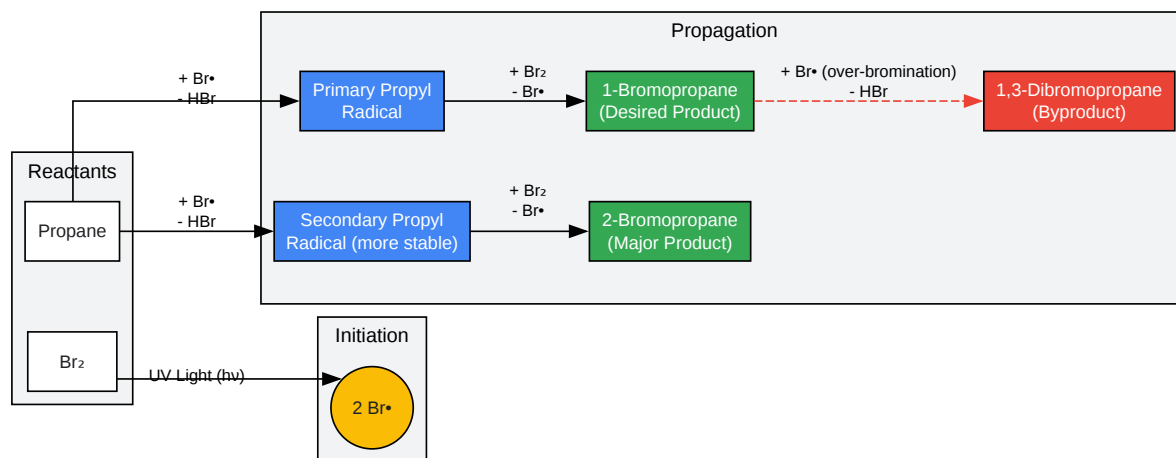 Propagation
+ Br•
- HBr
Primary Propyl
Radical
+ Br₂
- Br•
1-Bromopropane
(Desired Product)
+ Br• (over-bromination)
- HBr
1,3-Dibromopropane
(Byproduct)
Reactants
Propane
+ Br•
- HBr
Secondary Propyl
Radical (more stable)
+ Br₂
- Br•
2-Bromopropane
(Major Product)
Br₂
UV Light (hν)
Initiation
2 Br•